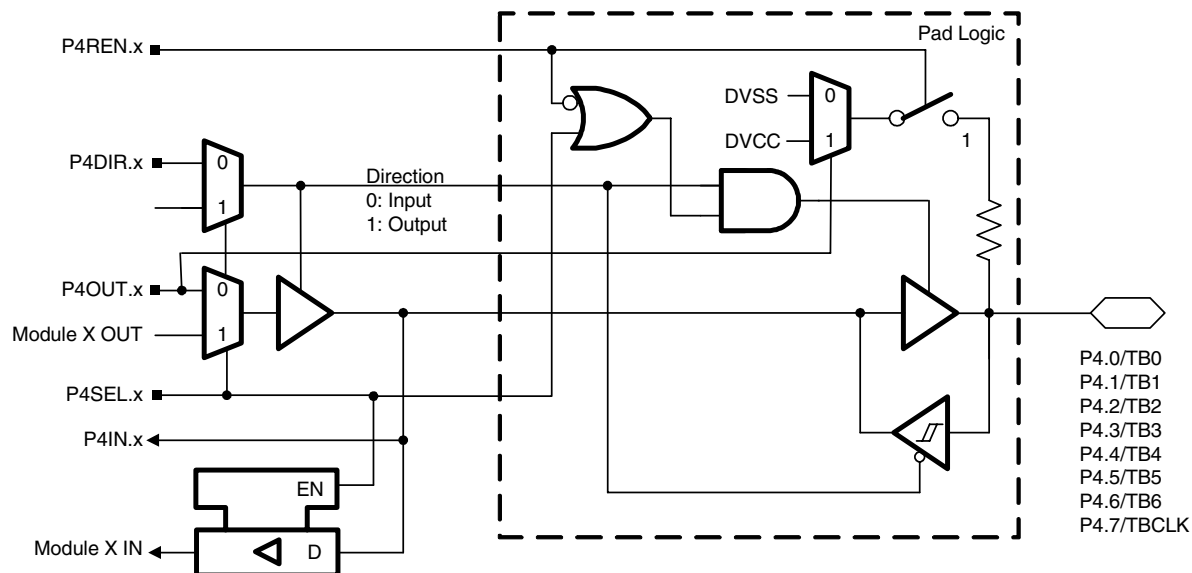 Pad Logic
P4REN.x
DVSS
0
DVCC
1
1
P4DIR.x
0
1
Direction
0: Input
1: Output
P4OUT.x
0
Module X OUT
1
P4SEL.x
P4IN.x
EN
Module X IN
D
P4.0/TB0
P4.1/TB1
P4.2/TB2
P4.3/TB3
P4.4/TB4
P4.5/TB5
P4.6/TB6
P4.7/TBCLK